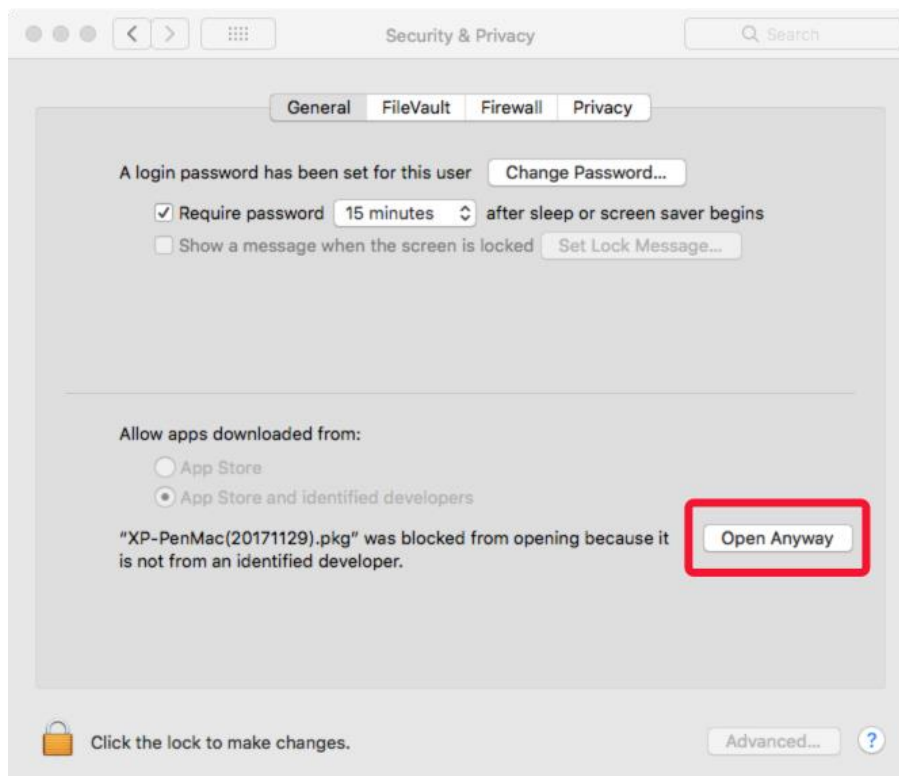 Security & Privacy
Search
General FileVault Firewall Privacy
A login password has been set for this user Change Password...
Require password 15 minutes after sleep or screen saver begins
Show a message when the screen is locked Set Lock Message...
Allow apps downloaded from:
App Store
App Store and identified developers
“XP-PenMac(20171129).pkg” was blocked from opening because it Open Anyway
is not from an identified developer.
Click the lock to make changes. Advanced... ?